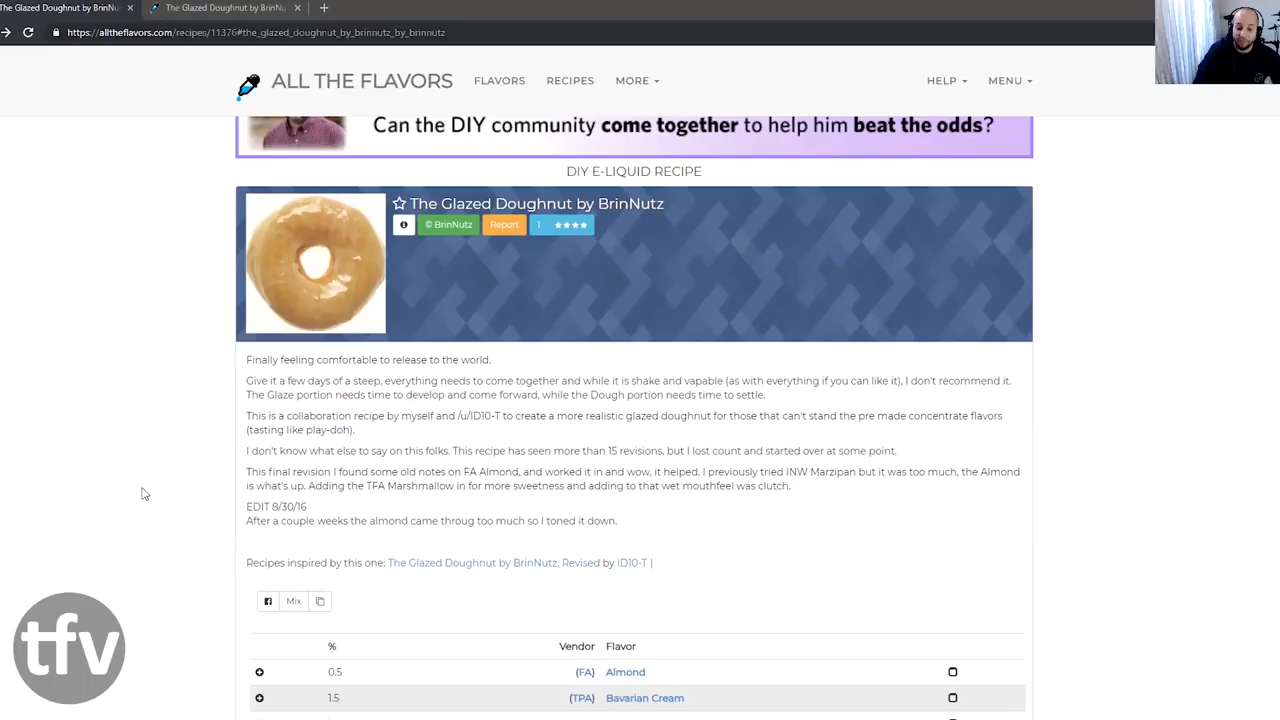 The Glazed Doughnut by BrinNu
The Glazed Doughnut by BrinNu
https://alltheflavors.com/recipes/11376#the_glazed_doughnut_by_brinnutz_by_brinnutz
ALL THE FLAVORS
FLAVORS
RECIPES
MORE
HELP
MENU
Can the DIY community come together to help him beat the odds?
DIY E-LIQUID RECIPE
The Glazed Doughnut by BrinNutz
© BrinNutz
Report
1
Finally feeling comfortable to release to the world.
Give it a few days of a steep, everything needs to come together and while it is shake and vapable (as with everything if you can like it), I don't recommend it.
The Glaze portion needs time to develop and come forward, while the Dough portion needs time to settle.
This is a collaboration recipe by myself and /u/ID10-T to create a more realistic glazed doughnut for those that can't stand the pre made concentrate flavors
(tasting like play-doh).
I don't know what else to say on this folks. This recipe has seen more than 15 revisions, but I lost count and started over at some point.
This final revision I found some old notes on FA Almond, and worked it in and wow, it helped. I previously tried INW Marzipan but it was too much, the Almond
is what's up. Adding the TFA Marshmallow in for more sweetness and adding to that wet mouthfeel was clutch.
EDIT 8/30/16
After a couple weeks the almond came throug too much so I toned it down.
Recipes inspired by this one: The Glazed Doughnut by BrinNutz, Revised by ID10-T |
Mix
% Vendor Flavor
0.5 (FA) Almond
1.5 (TPA) Bavarian Cream
tfv